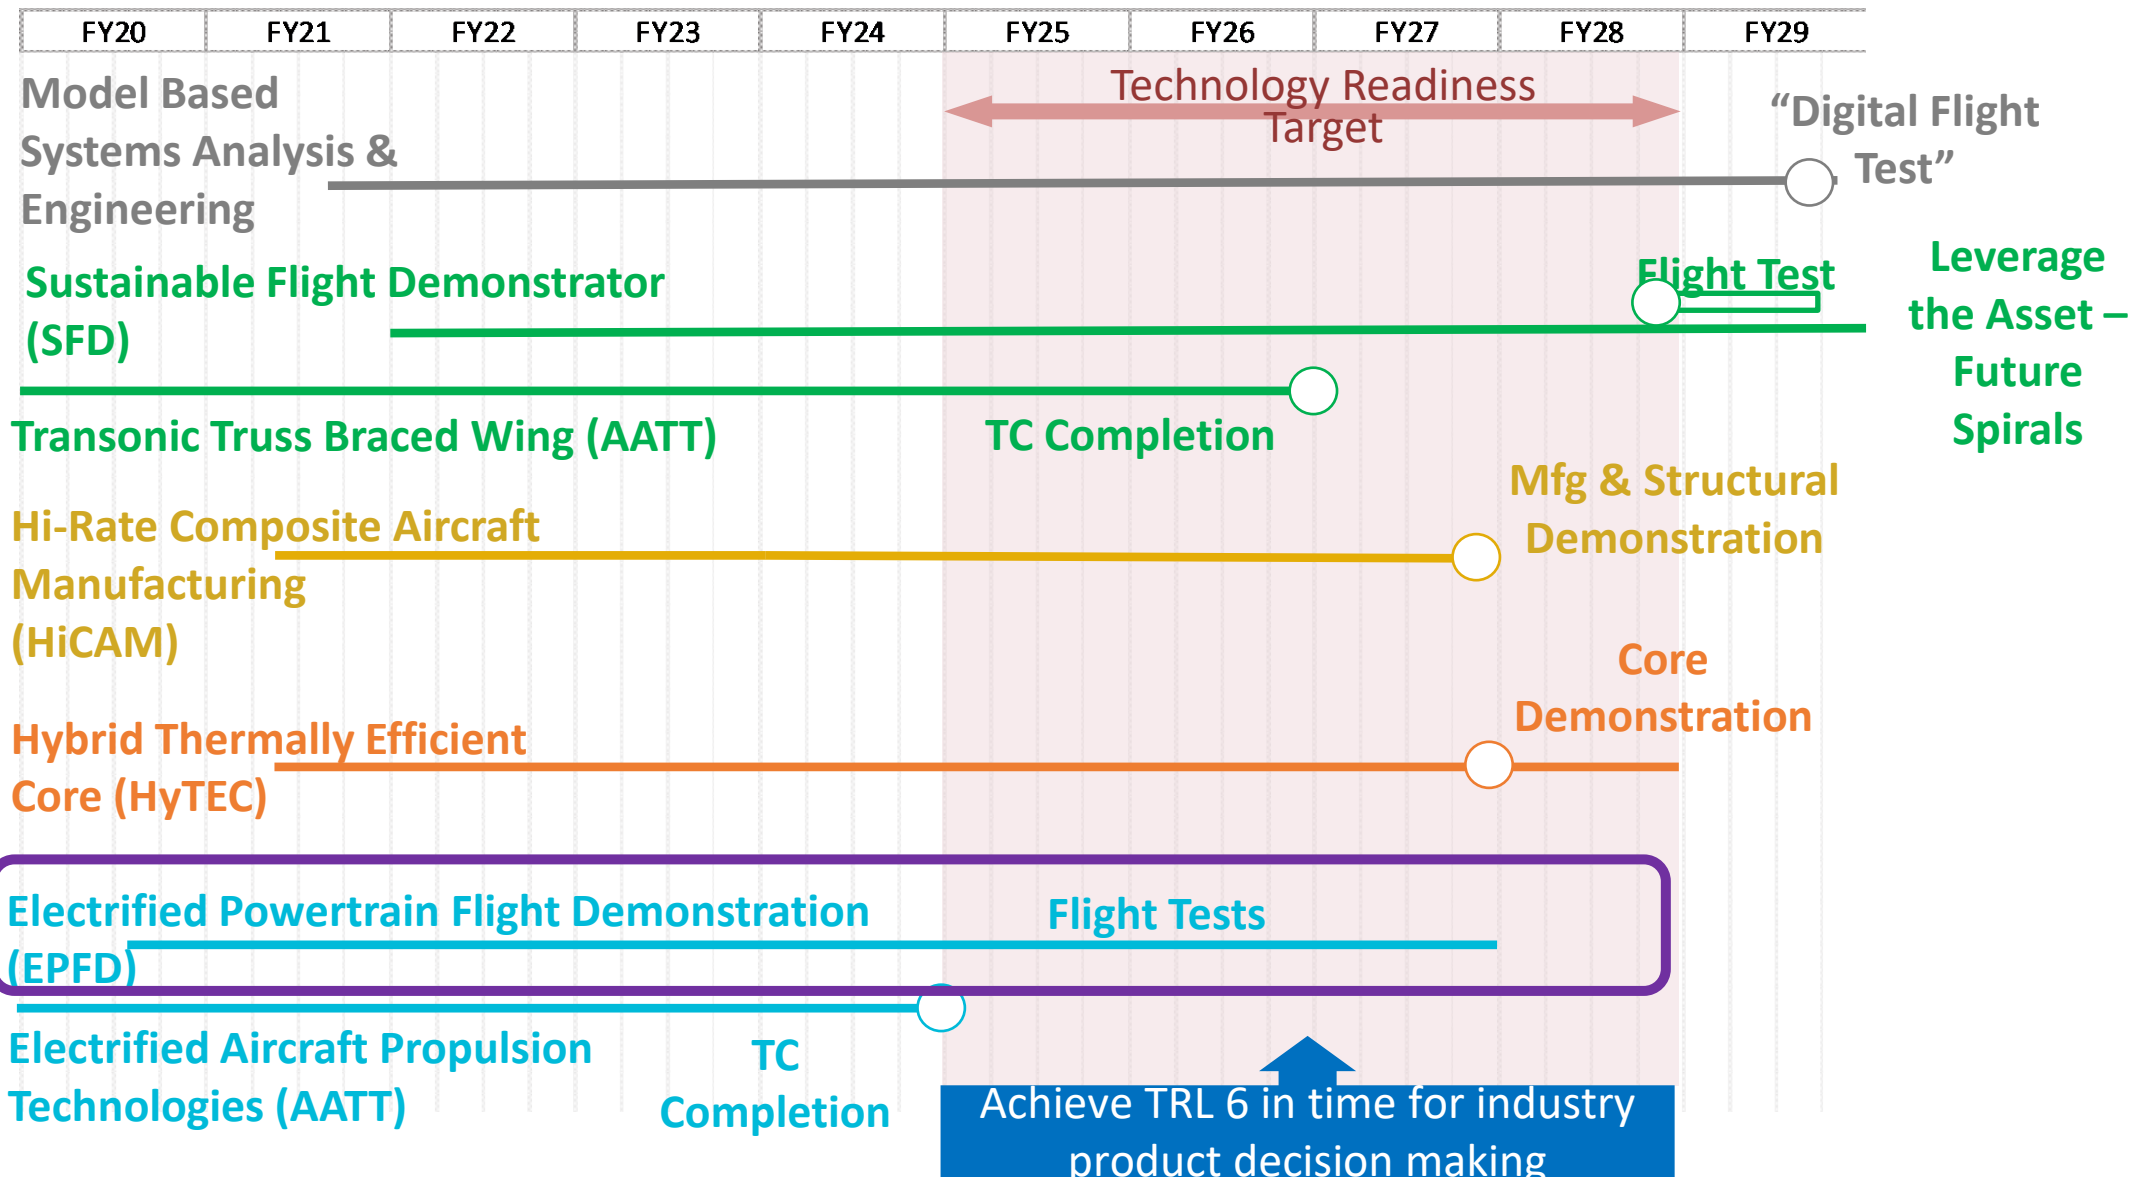 FY20 FY21 FY22 FY23 FY24 FY25 FY26 FY27 FY28 FY29
Technology Readiness
Target
Model Based
Systems Analysis &
Engineering
“Digital Flight
Test”
Sustainable Flight Demonstrator
(SFD)
Flight Test
Leverage
the Asset –
Future
Spirals
Transonic Truss Braced Wing (AATT)
TC Completion
Hi-Rate Composite Aircraft
Manufacturing
(HiCAM)
Mfg & Structural
Demonstration
Hybrid Thermally Efficient
Core (HyTEC)
Core
Demonstration
Electrified Powertrain Flight Demonstration
(EPFD)
Flight Tests
Electrified Aircraft Propulsion
Technologies (AATT)
TC
Completion
Achieve TRL 6 in time for industry
product decision making